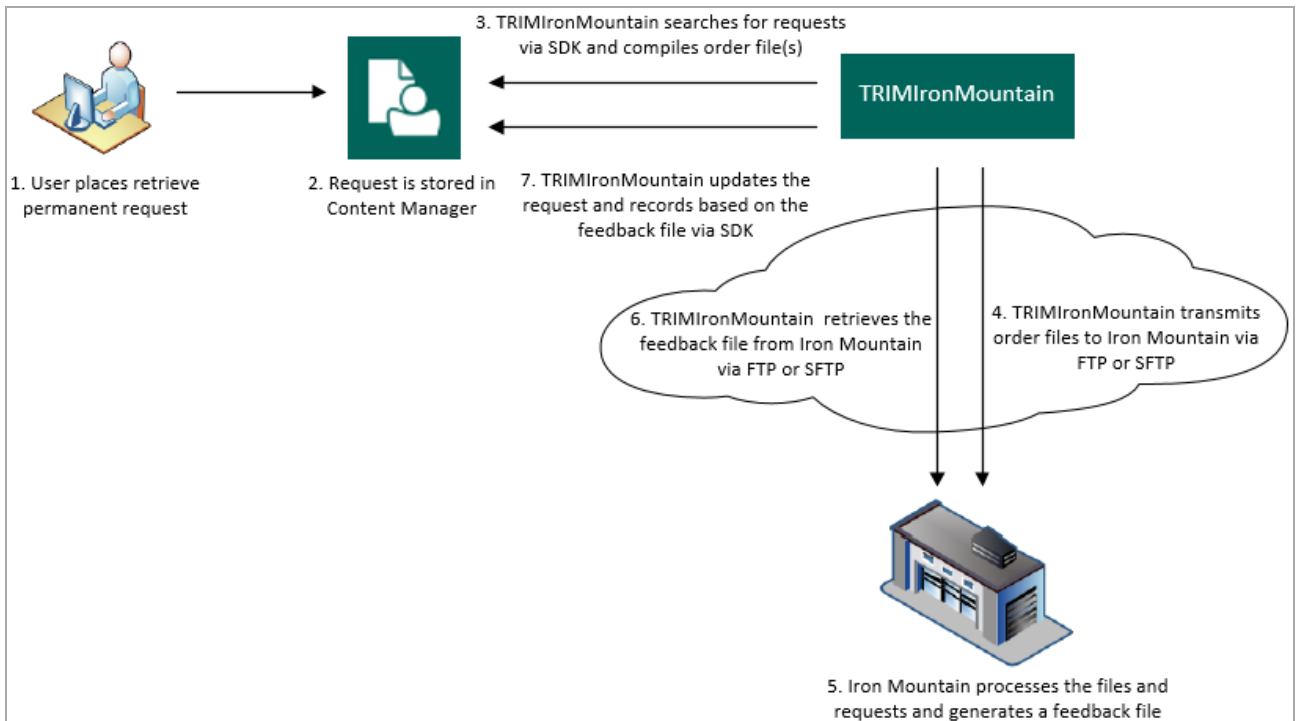 3. TRIMIronMountain searches for requests
via SDK and compiles order file(s)
TRIMIronMountain
1. User places retrieve
permanent request
2. Request is stored in
Content Manager
7. TRIMIronMountain updates the
request and records based on the
feedback file via SDK
6. TRIMIronMountain  retrieves the
feedback file from Iron Mountain
via FTP or SFTP
4. TRIMIronMountain transmits
order files to Iron Mountain via
FTP or SFTP
5. Iron Mountain processes the files and
requests and generates a feedback file